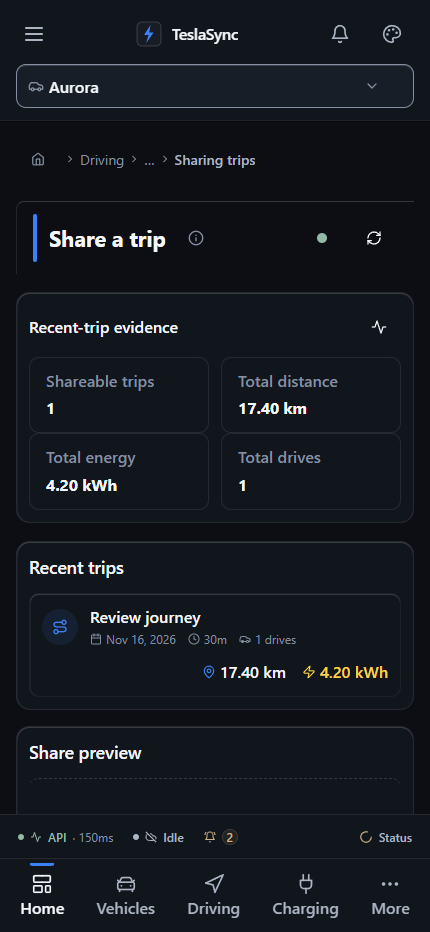 TeslaSync
Aurora
Driving ... Sharing trips
Share a trip
Recent-trip evidence
Shareable trips
1
Total distance
17.40 km
Total energy
4.20 kWh
Total drives
1
Recent trips
Review journey
Nov 16, 2026 30m 1 drives
17.40 km 4.20 kWh
Share preview
API · 150ms Idle 2 Status
Home Vehicles Driving Charging More